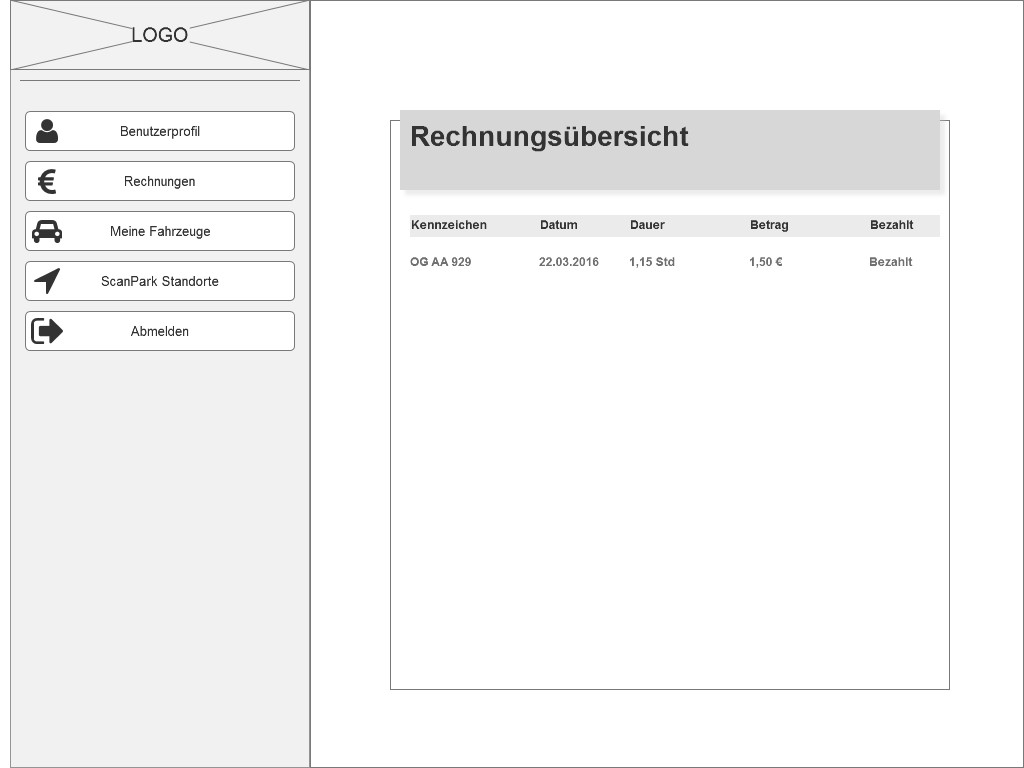 LOGO
Benutzerprofil
Rechnungen
Meine Fahrzeuge
ScanPark Standorte
Abmelden
Rechnungsübersicht
Kennzeichen Datum Dauer Betrag Bezahlt
OG AA 929 22.03.2016 1,15 Std 1,50 € Bezahlt